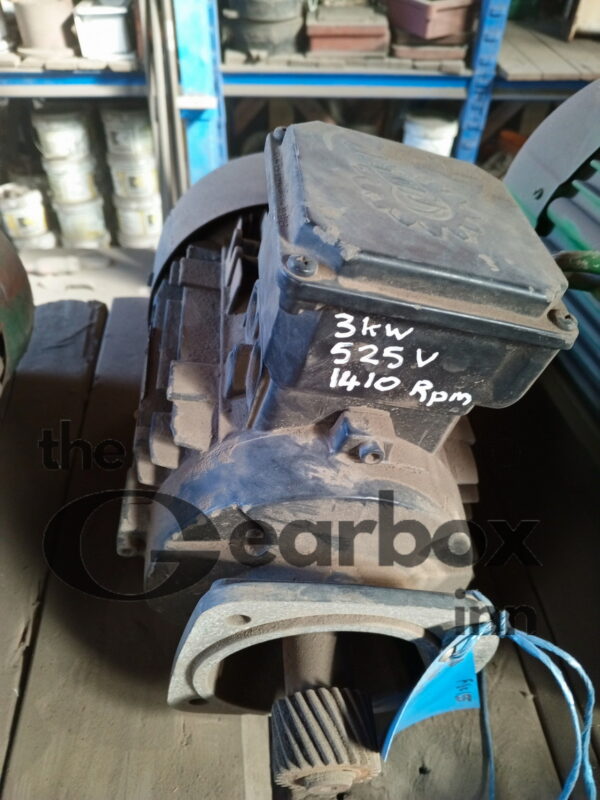 3kW
525V
1410 Rpm
the
Gearbox
inn